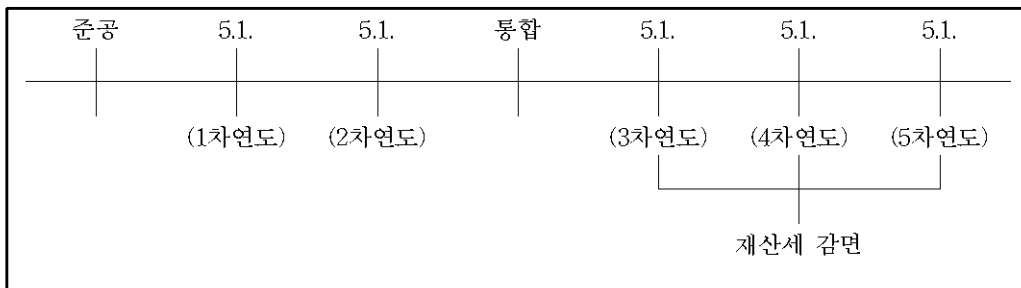 준공 5.1. 5.1. 통합 5.1. 5.1. 5.1.
(1차연도) (2차연도) (3차연도) (4차연도) (5차연도)
재산세 감면